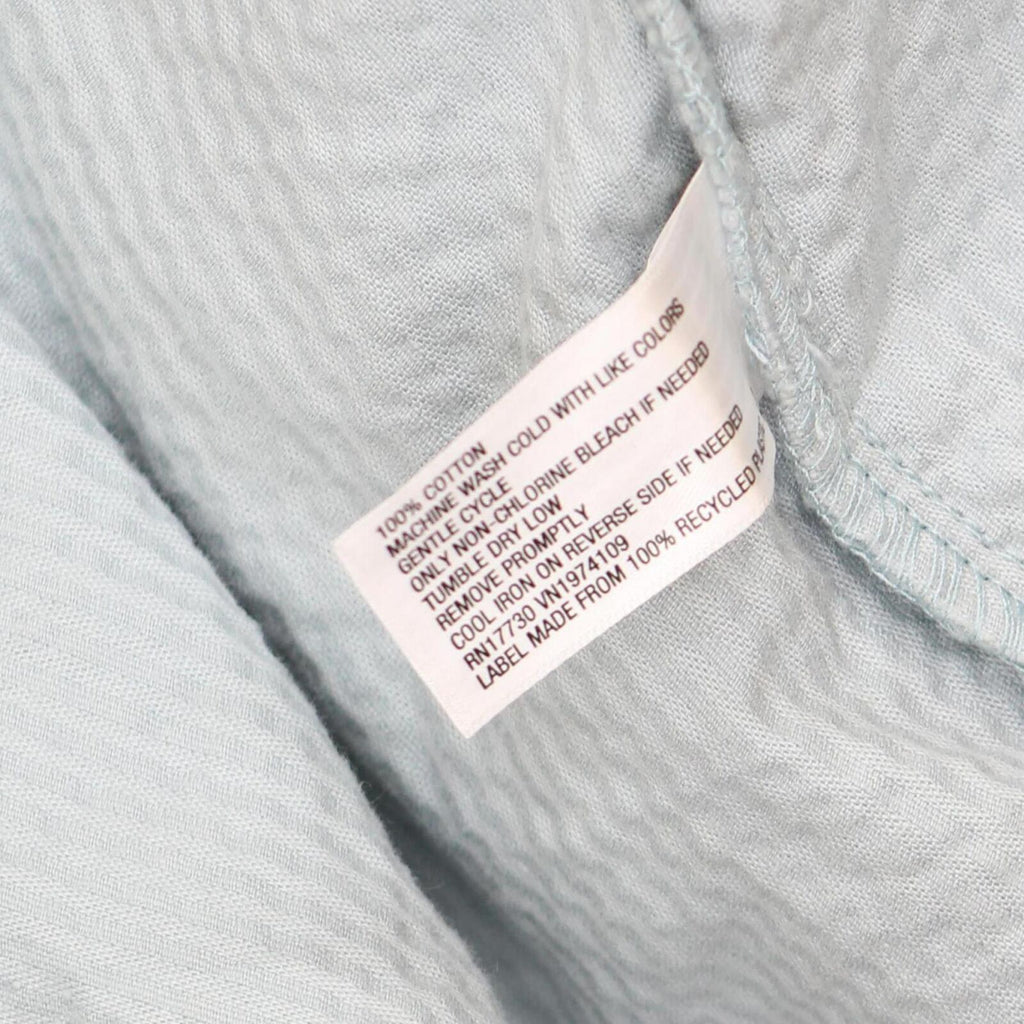 100% COTTON
MACHINE WASH COLD WITH LIKE COLORS
GENTLE CYCLE
ONLY NON-CHLORINE BLEACH IF NEEDED
TUMBLE DRY LOW
REMOVE PROMPTLY
COOL IRON ON REVERSE SIDE IF NEEDED
RN17730 VN1974109
LABEL MADE FROM 100% RECYCLED